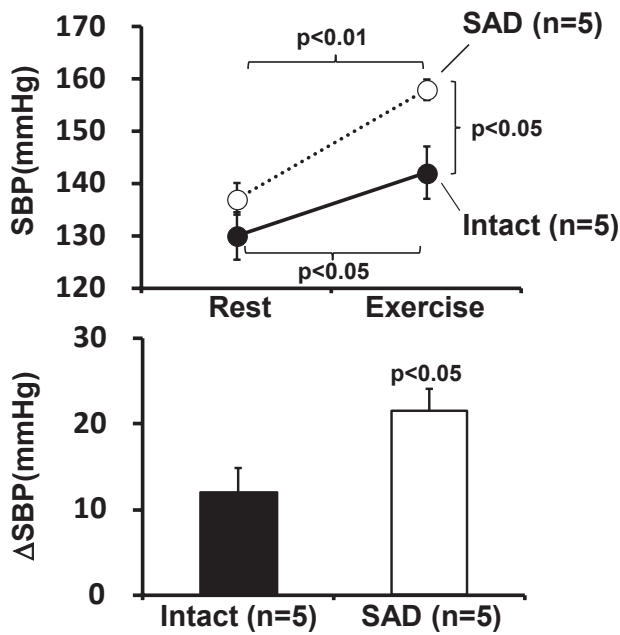 170
160
150
140
130
120
SBP(mmHg)
p<0.01
SAD (n=5)
p<0.05
Intact (n=5)
p<0.05
Rest Exercise
30
20
10
0
ΔSBP(mmHg)
p<0.05
Intact (n=5) SAD (n=5)